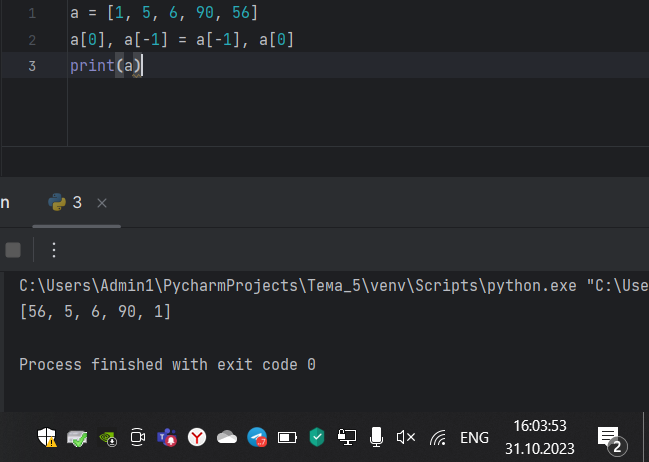 1 a = [1, 5, 6, 90, 56]
2 a[0], a[-1] = a[-1], a[0]
3 print(a)
n 3 ×
C:\Users\Admin1\PycharmProjects\Тема_5\venv\Scripts\python.exe "C:\Use
[56, 5, 6, 90, 1]
Process finished with exit code 0
ENG
16:03:53
31.10.2023
2